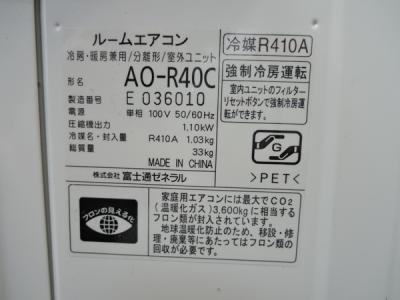 ルームエアコン
冷房・暖房兼用/分離形/室外ユニット
形名 AO-R40C
製造番号 E 036010
電源 単相 100V 50/60Hz
圧縮機出力 1.10kW
冷媒名・封入量 R410A 1.03kg
総質量 33kg
MADE IN CHINA
株式会社 富士通ゼネラル
冷媒R410A
強制冷房運転
室内ユニットのフィルター
リセットボタンで強制冷房運
転ができます。
G
>PET<
フロンの見える化
家庭用エアコンには最大でCO2
(温暖化ガス)3,600kgに相当する
フロン類が封入されています。
地球温暖化防止のため、移設・修
理・廃棄等にあたってはフロン類の
回収が必要です。